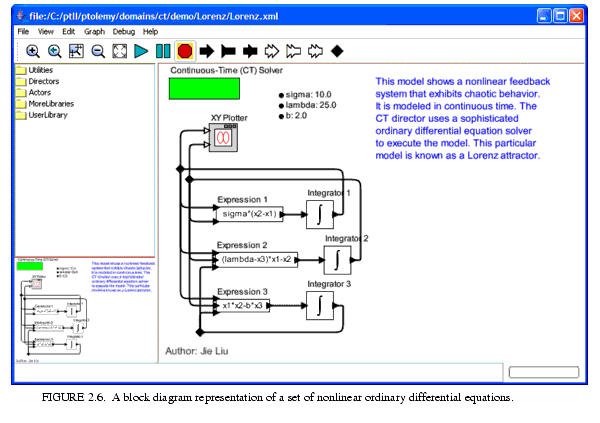 file:/C:/ptII/ptolemy/domains/ct/demo/Lorenz/Lorenz.xml
File View Edit Graph Debug Help
Utilities
Directors
Actors
MoreLibraries
UserLibrary
Continuous-Time (CT) Solver
sigma: 10.0
lambda: 25.0
b: 2.0
This model shows a nonlinear feedback
system that exhibits chaotic behavior.
It is modeled in continuous time. The
CT director uses a sophisticated
ordinary differential equation solver
to execute the model. This particular
model is known as a Lorenz attractor.
XY Plotter
Expression 1
sigma*(x2-x1)
Integrator 1
Expression 2
(lambda-x3)*x1-x2
Integrator 2
Expression 3
x1*x2-b*x3
Integrator 3
Author: Jie Liu
FIGURE 2.6. A block diagram representation of a set of nonlinear ordinary differential equations.